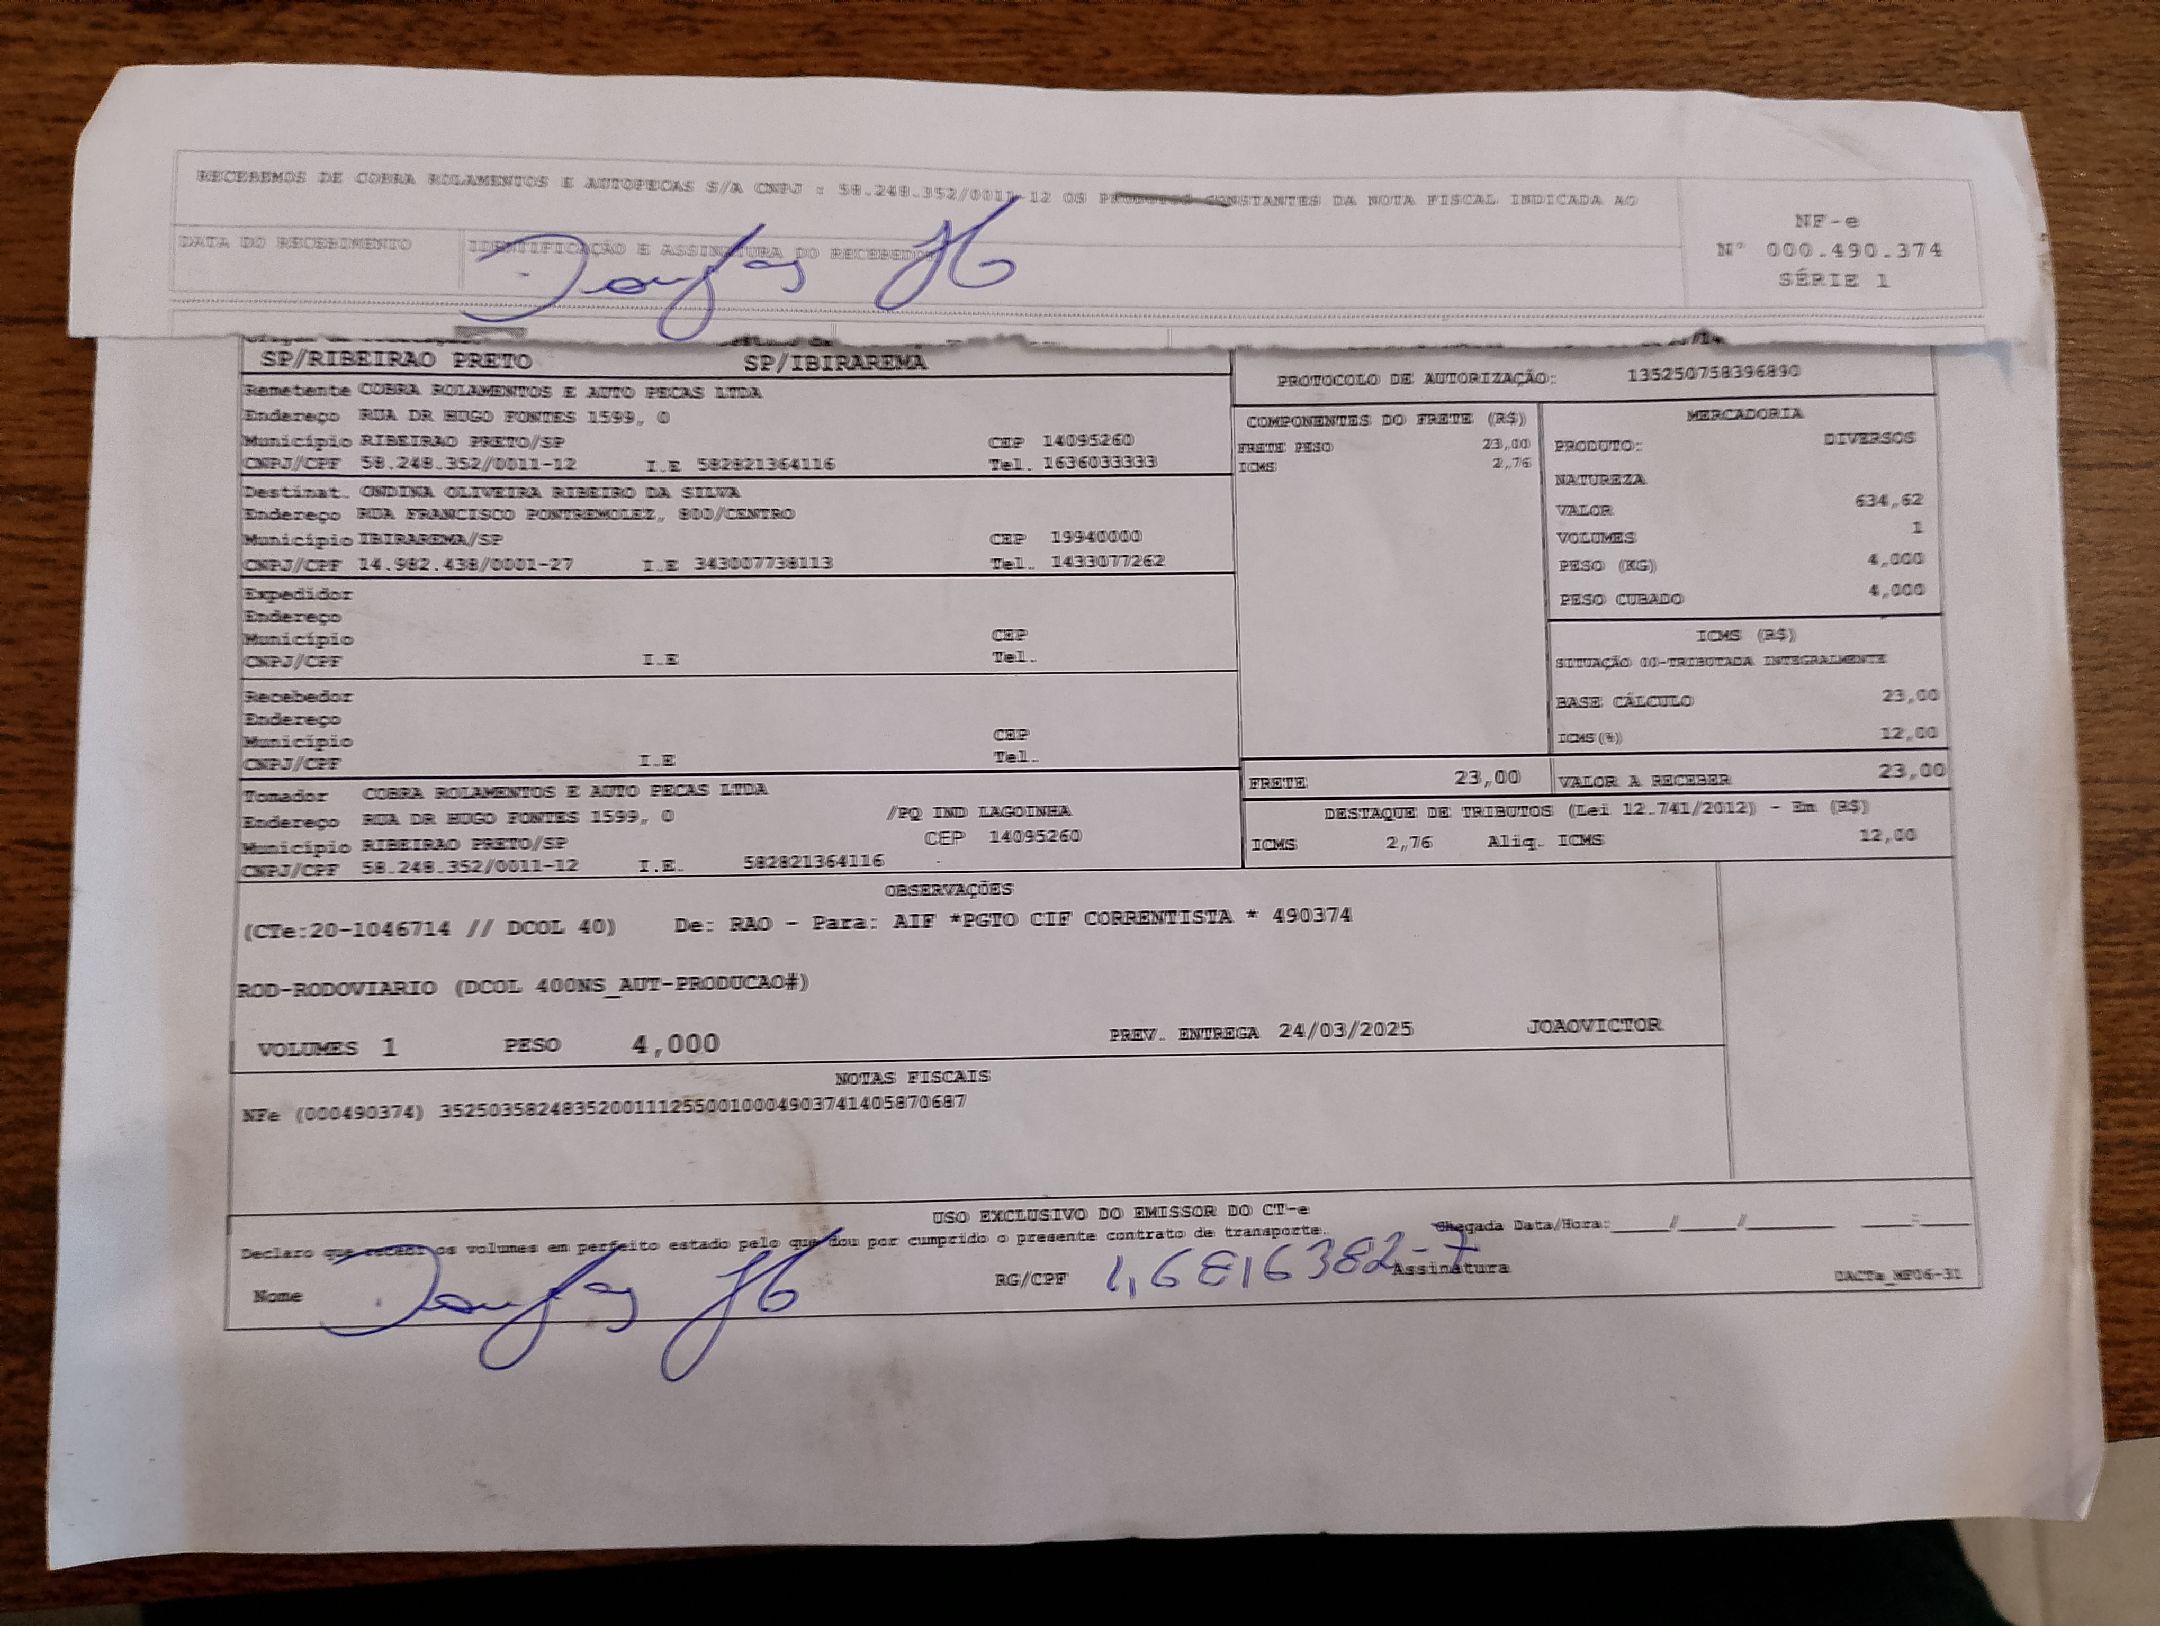 RECEBEMOS DE COBRA ROLAMENTOS E AUTOPECAS S/A CNPJ : 58.248.352/0011-12 OS PRODUTOS CONSTANTES DA NOTA FISCAL INDICADA AO
DATA DO RECEBIMENTO IDENTIFICAÇÃO E ASSINATURA DO RECEBEDOR
NF-e
Nº 000.490.374
SÉRIE 1
Douglas
SP/RIBEIRAO PRETO SP/IBIRAREMA
PROTOCOLO DE AUTORIZAÇÃO: 135250758396890
Remetente COBRA ROLAMENTOS E AUTO PECAS LTDA
Endereço RUA DR HUGO FONTES 1599, 0
Município RIBEIRAO PRETO/SP CEP 14095260
CNPJ/CPF 58.248.352/0011-12 I.E 582821364116 Tel. 1636033333
Destinat. ONDINA OLIVEIRA RIBEIRO DA SILVA
Endereço RUA FRANCISCO PONTREMOLEZ, 800/CENTRO
Município IBIRAREMA/SP CEP 19940000
CNPJ/CPF 14.982.438/0001-27 I.E 343007738113 Tel. 1433077262
Expedidor
Endereço
Município CEP
CNPJ/CPF I.E Tel.
Recebedor
Endereço
Município CEP
CNPJ/CPF I.E Tel.
Tomador COBRA ROLAMENTOS E AUTO PECAS LTDA
Endereço RUA DR HUGO FONTES 1599, 0 /PQ IND LAGOINHA
Município RIBEIRAO PRETO/SP CEP 14095260
CNPJ/CPF 58.248.352/0011-12 I.E. 582821364116
COMPONENTES DO FRETE (R$)
FRETE PESO 23,00
ICMS 2,76
MERCADORIA
PRODUTO: DIVERSOS
NATUREZA
VALOR 634,62
VOLUMES 1
PESO (KG) 4,000
PESO CUBADO 4,000
ICMS (R$)
SITUAÇÃO 00-TRIBUTADA INTEGRALMENTE
BASE CÁLCULO 23,00
ICMS(%) 12,00
FRETE 23,00 VALOR A RECEBER 23,00
DESTAQUE DE TRIBUTOS (Lei 12.741/2012) - Em (R$)
ICMS 2,76 Aliq. ICMS 12,00
OBSERVAÇÕES
(CTe:20-1046714 // DCOL 40) De: RAO - Para: AIF *PGTO CIF CORRENTISTA * 490374
ROD-RODOVIARIO (DCOL 400NS_AUT-PRODUCAO#)
VOLUMES 1 PESO 4,000 PREV. ENTREGA 24/03/2025 JOAOVICTOR
NOTAS FISCAIS
NFe (000490374) 35250358248352001112550010004903741405870687
USO EXCLUSIVO DO EMISSOR DO CT-e
Declaro que recebi os volumes em perfeito estado pelo que dou por cumprido o presente contrato de transporte. Chegada Data/Hora:_____/_____/________ ____:____
Nome Douglas RG/CPF 1,6816382-7 Assinatura DACTe_MF06-31